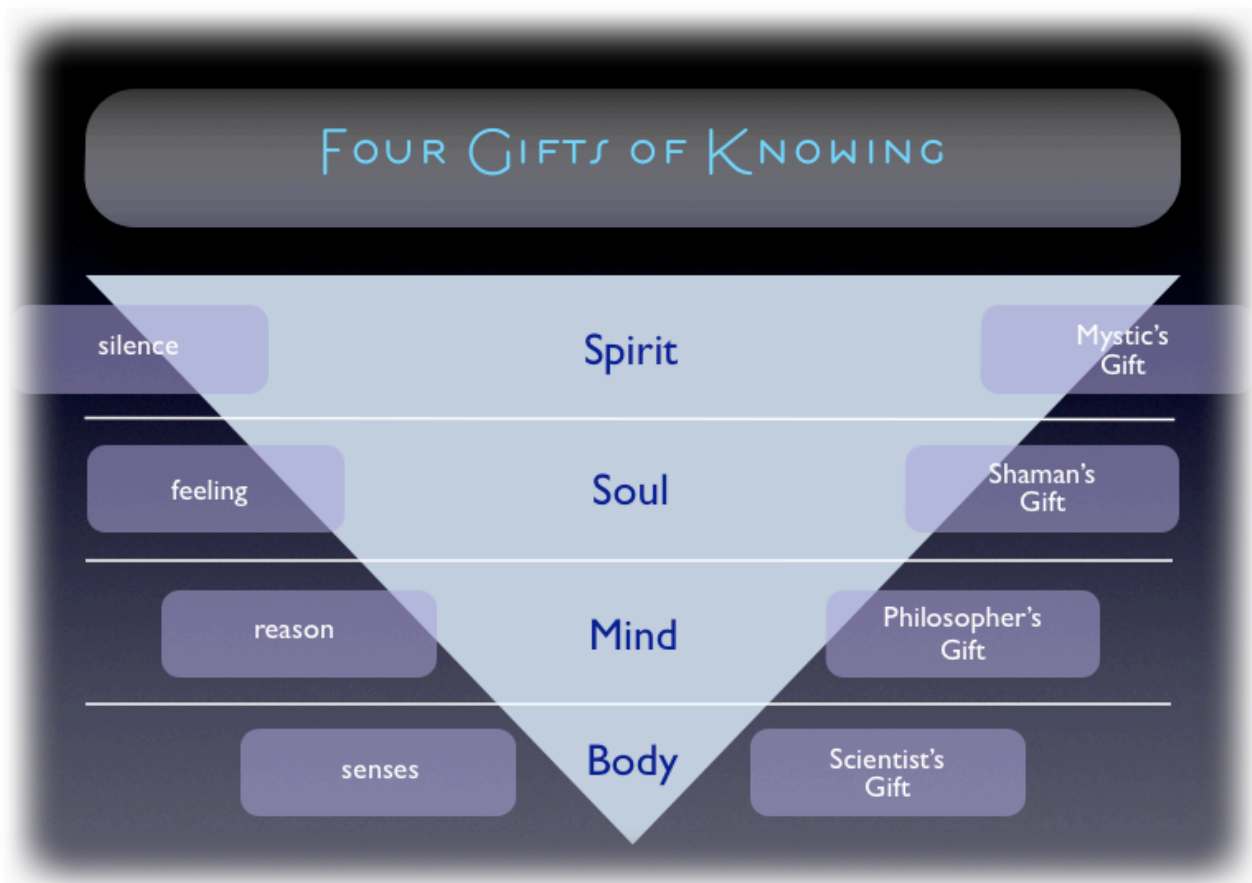 Four Gifts of Knowing
silence
Spirit
Mystic's
Gift
feeling
Soul
Shaman's
Gift
reason
Mind
Philosopher's
Gift
senses
Body
Scientist's
Gift